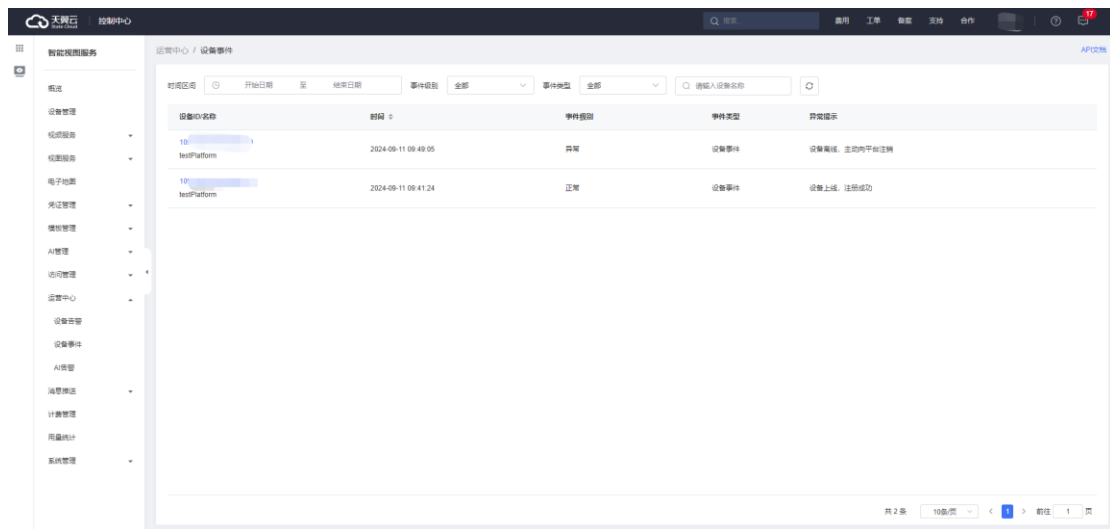 天翼云 控制中心 搜索... 费用 工单 备案 支持 合作 17
State Cloud
智能视图服务
运营中心 / 设备事件 API文档
概览
设备管理
视频服务
视图服务
电子地图
凭证管理
模板管理
AI管理
访问管理
运营中心
设备告警
设备事件
AI告警
消息推送
计费管理
用量统计
系统管理
时间区间 开始日期 至 结束日期 事件级别 全部 事件类型 全部 请输入设备名称
设备ID/名称 时间 事件级别 事件类型 异常提示
testPlatform 2024-09-11 09:49:05 异常 设备事件 设备离线，主动向平台注销
testPlatform 2024-09-11 09:41:24 正常 设备事件 设备上线，注册成功
共 2 条 10条/页 1 前往 1 页